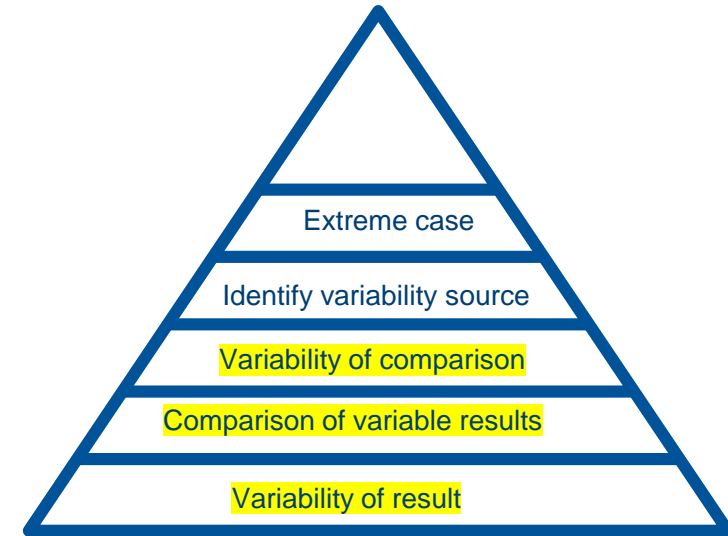 Extreme case
Identify variability source
Variability of comparison
Comparison of variable results
Variability of result